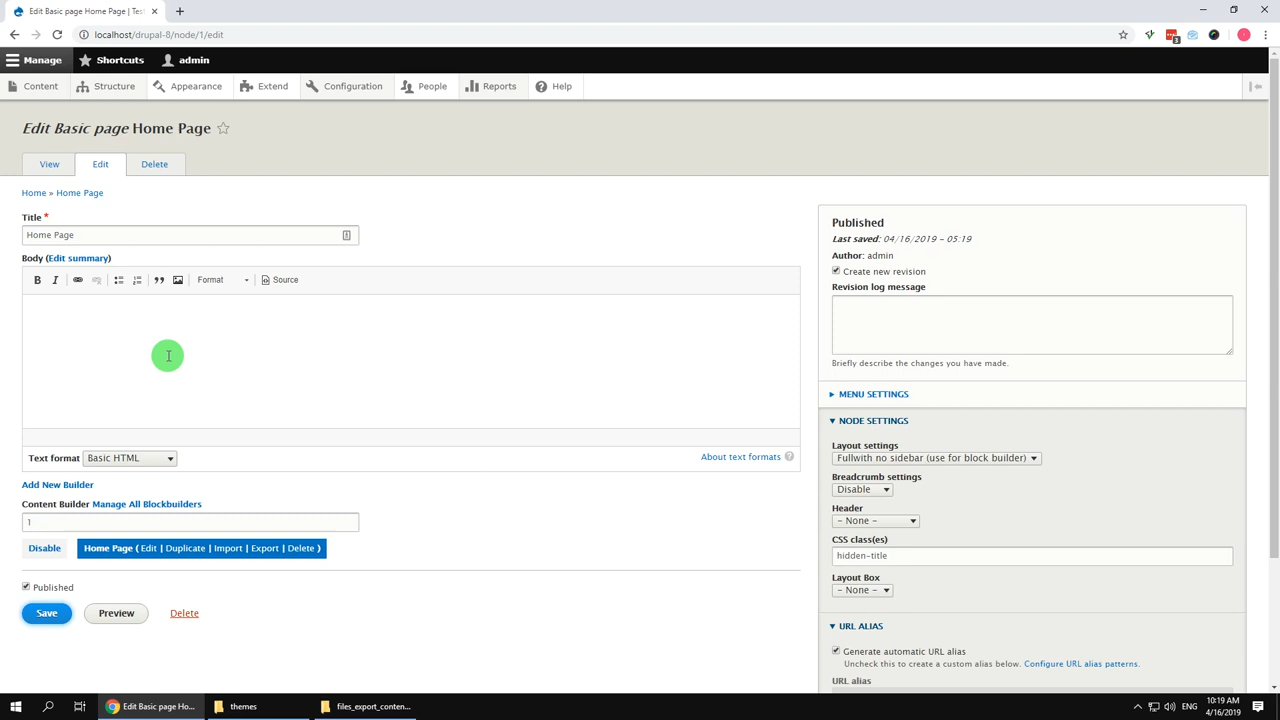 Edit Basic page Home Page | Test
localhost/drupal-8/node/1/edit
3
Manage
Shortcuts
admin
Content
Structure
Appearance
Extend
Configuration
People
Reports
Help
Edit Basic page Home Page
View
Edit
Delete
Home » Home Page
Title *
Home Page
Body (Edit summary)
B I
Format
Source
Text format
Basic HTML
About text formats ?
Add New Builder
Content Builder Manage All Blockbuilders
1
Disable
Home Page ( Edit | Duplicate | Import | Export | Delete )
Published
Save
Preview
Delete
Published
Last saved: 04/16/2019 - 05:19
Author: admin
Create new revision
Revision log message
Briefly describe the changes you have made.
MENU SETTINGS
NODE SETTINGS
Layout settings
Fullwith no sidebar (use for block builder)
Breadcrumb settings
Disable
Header
- None -
CSS class(es)
hidden-title
Layout Box
- None -
URL ALIAS
Generate automatic URL alias
Uncheck this to create a custom alias below. Configure URL alias patterns.
URL alias
Edit Basic page Ho...
themes
files_export_conten...
ENG
10:19 AM
4/16/2019